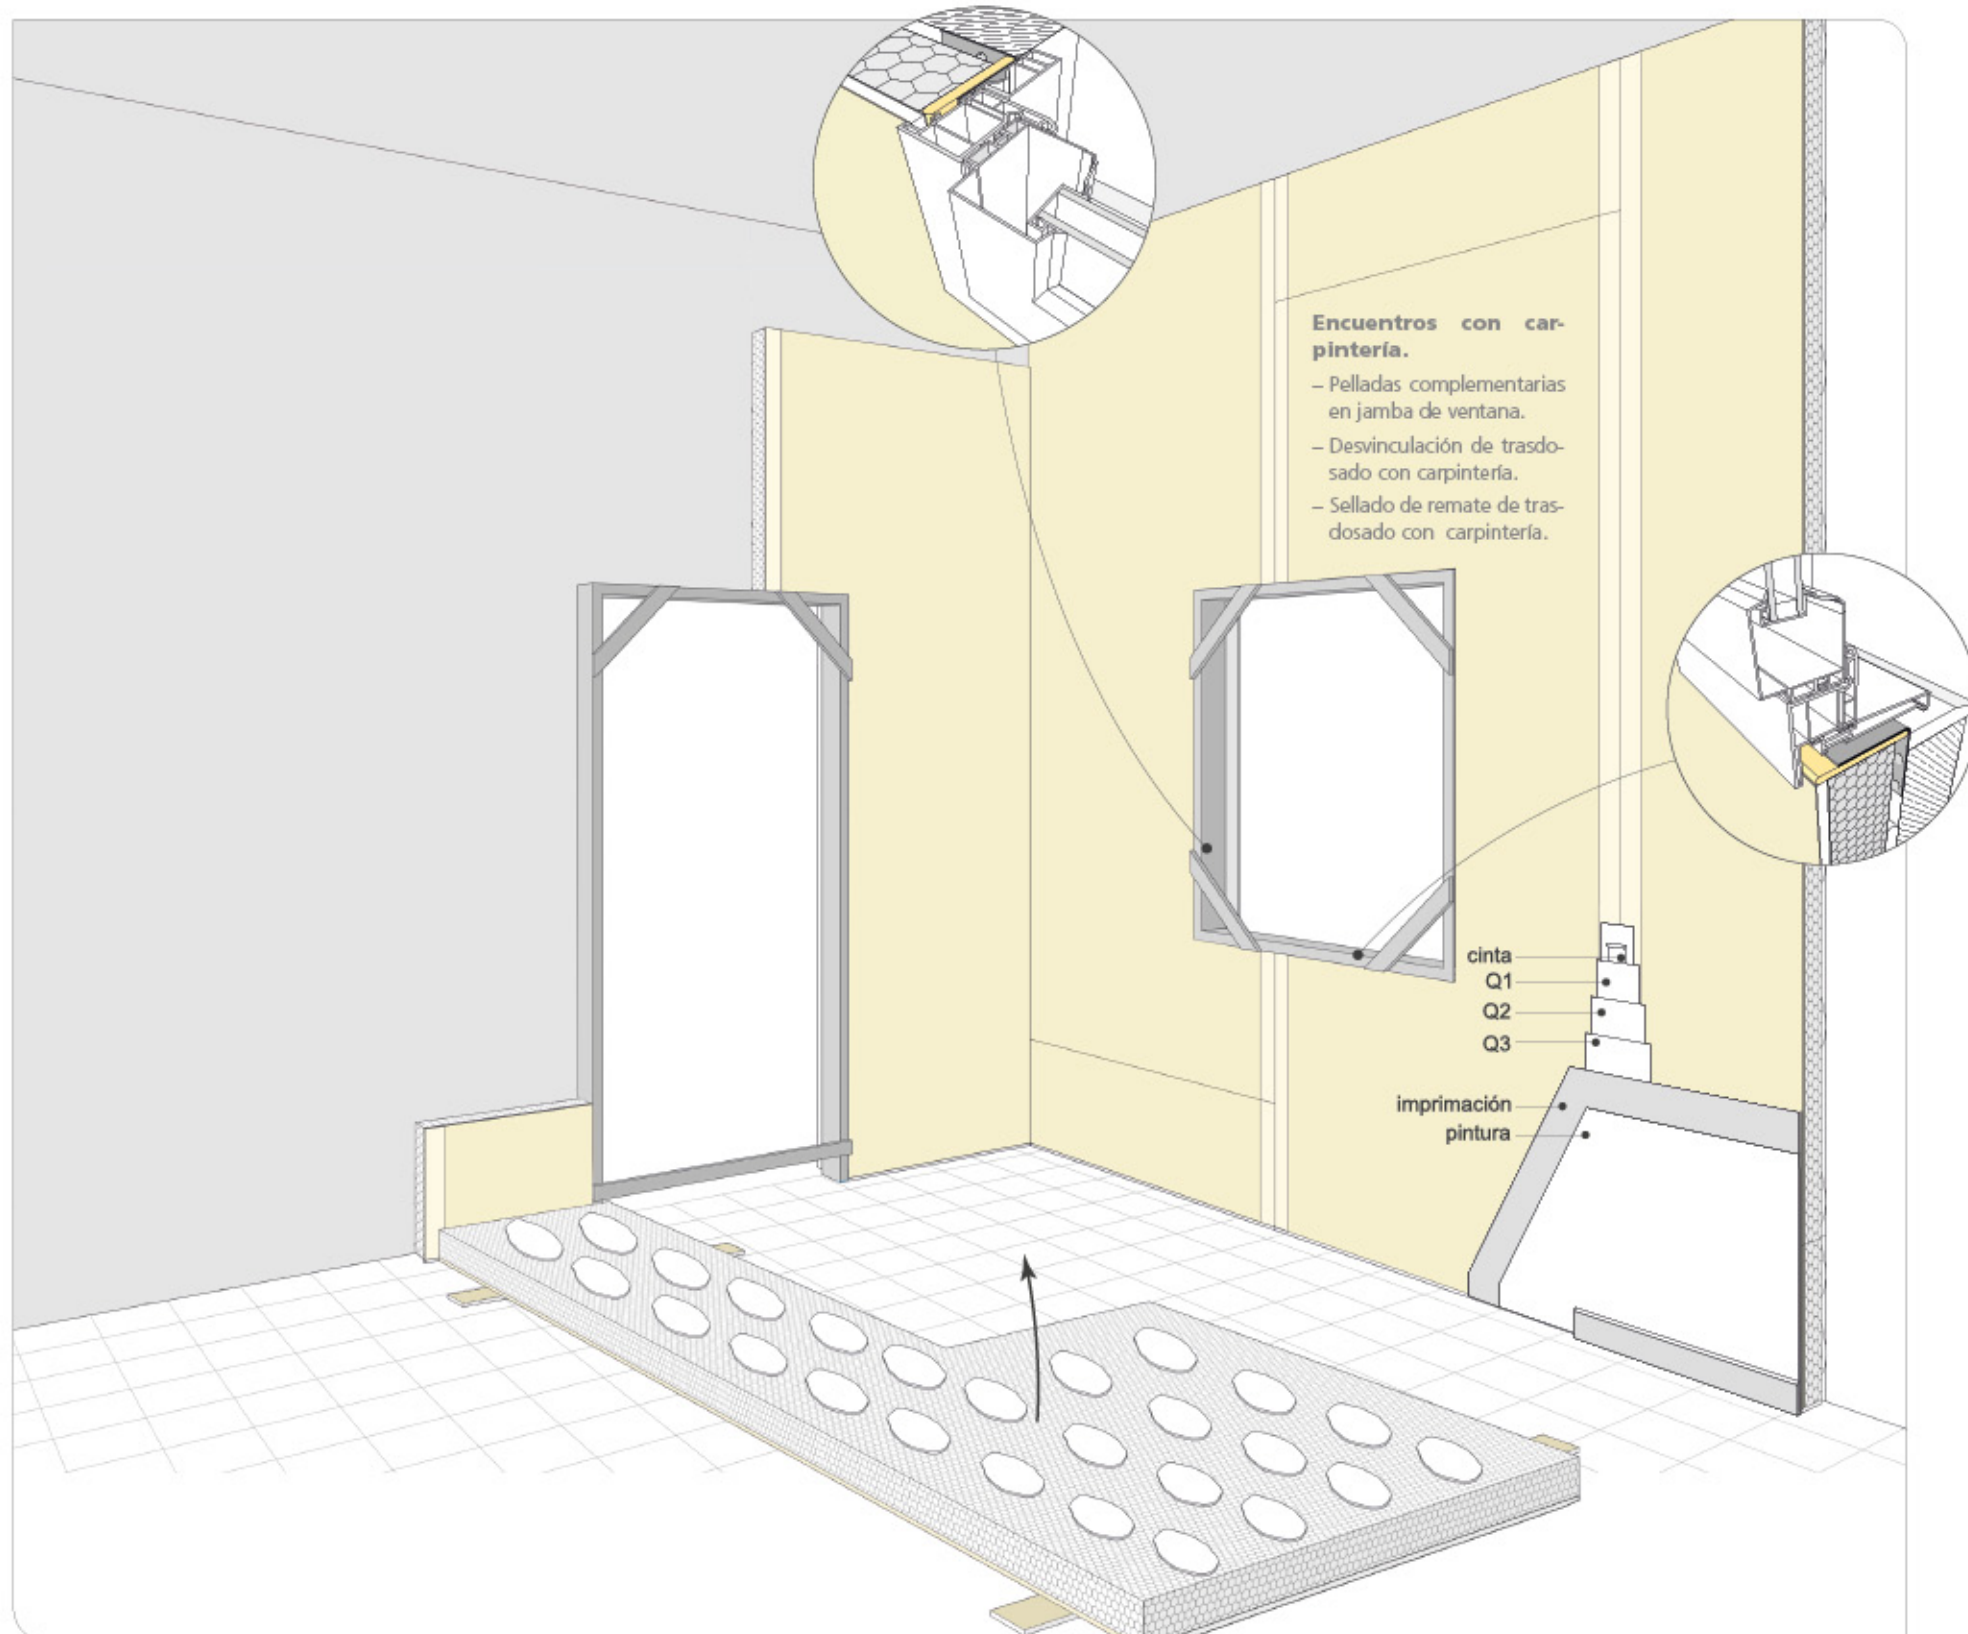 Encuentros con car-
pintería.
– Pelladas complementarias
en jamba de ventana.
– Desvinculación de trasdo-
sado con carpintería.
– Sellado de remate de tras-
dosado con carpintería.
cinta
Q1
Q2
Q3
imprimación
pintura